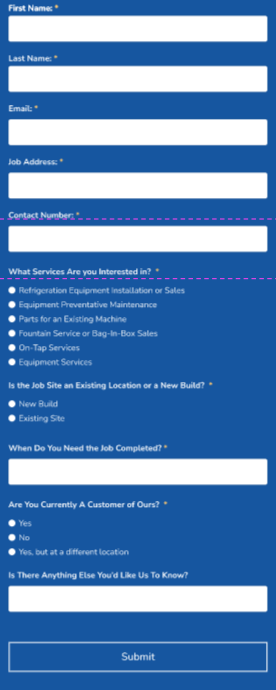 First Name: *
Last Name: *
Email: *
Job Address: *
Contact Number: *
What Services Are you Interested in? *
Refrigeration Equipment Installation or Sales
Equipment Preventative Maintenance
Parts for an Existing Machine
Fountain Service or Bag-In-Box Sales
On-Tap Services
Equipment Services
Is the Job Site an Existing Location or a New Build? *
New Build
Existing Site
When Do You Need the Job Completed? *
Are You Currently A Customer of Ours? *
Yes
No
Yes, but at a different location
Is There Anything Else You'd Like Us To Know?
Submit